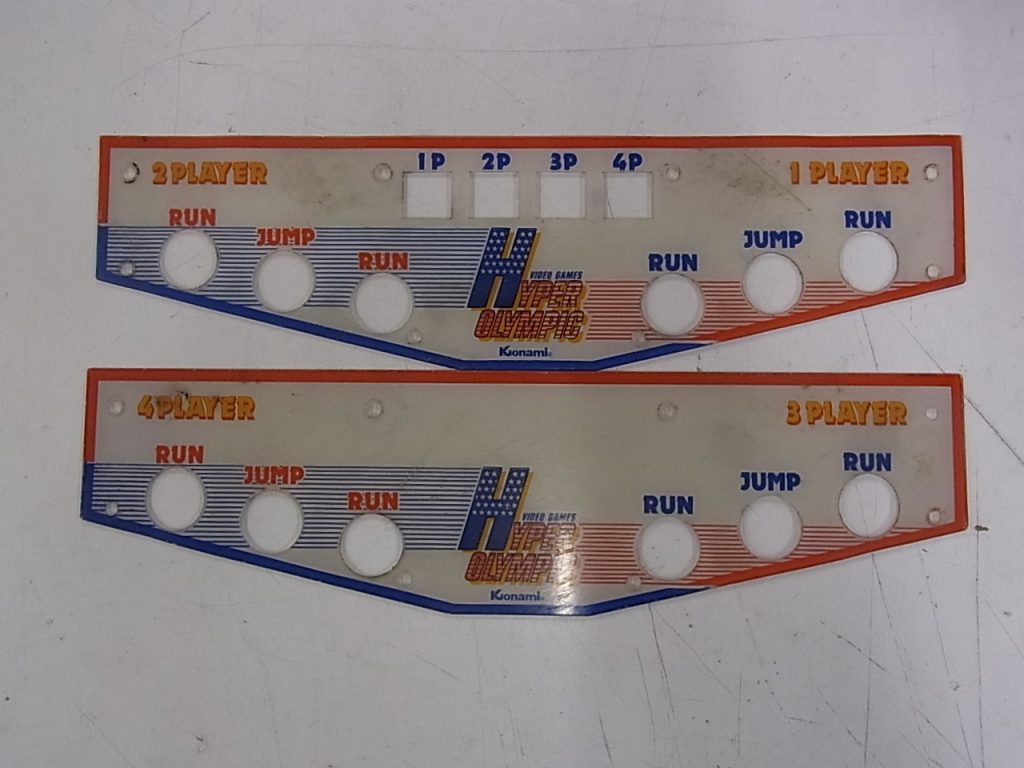 1P 2P 3P 4P
2 PLAYER
1 PLAYER
RUN
JUMP
RUN
RUN
JUMP
RUN
VIDEO GAMES
HYPER
OLYMPIC
Konami
4 PLAYER
3 PLAYER
RUN
JUMP
RUN
RUN
JUMP
RUN
VIDEO GAMES
HYPER
OLYMPIC
Konami